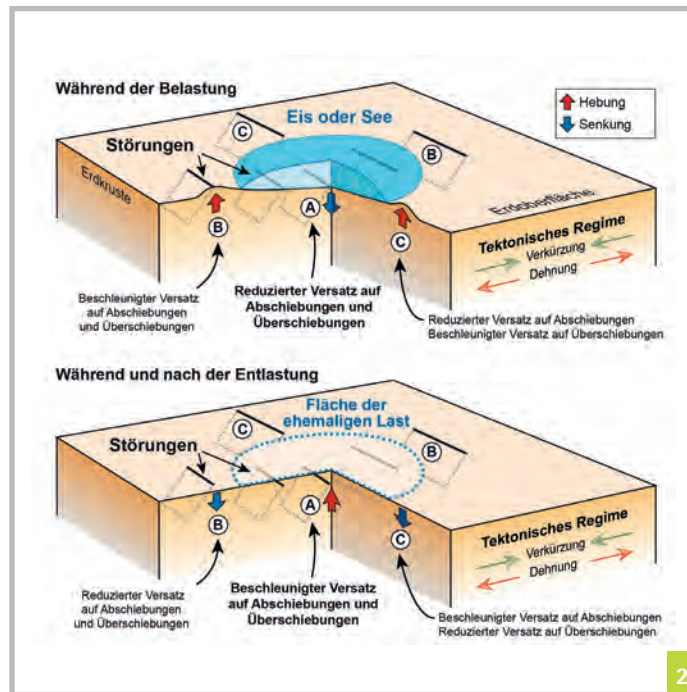 Während der Belastung
Hebung
Senkung
Eis oder See
C
B
Störungen
Erdkruste
Erdoberfläche
A
B
C
Tektonisches Regime
Verkürzung
Dehnung
Beschleunigter Versatz
auf Abschiebungen
und Überschiebungen
Reduzierter Versatz auf
Abschiebungen und
Überschiebungen
Reduzierter Versatz auf Abschiebungen
Beschleunigter Versatz auf Überschiebungen
Während und nach der Entlastung
Fläche der
ehemaligen Last
C
B
Störungen
A
B
C
Tektonisches Regime
Verkürzung
Dehnung
Reduzierter Versatz
auf Abschiebungen
und Überschiebungen
Beschleunigter Versatz
auf Abschiebungen und
Überschiebungen
Beschleunigter Versatz auf Abschiebungen
Reduzierter Versatz auf Überschiebungen
2